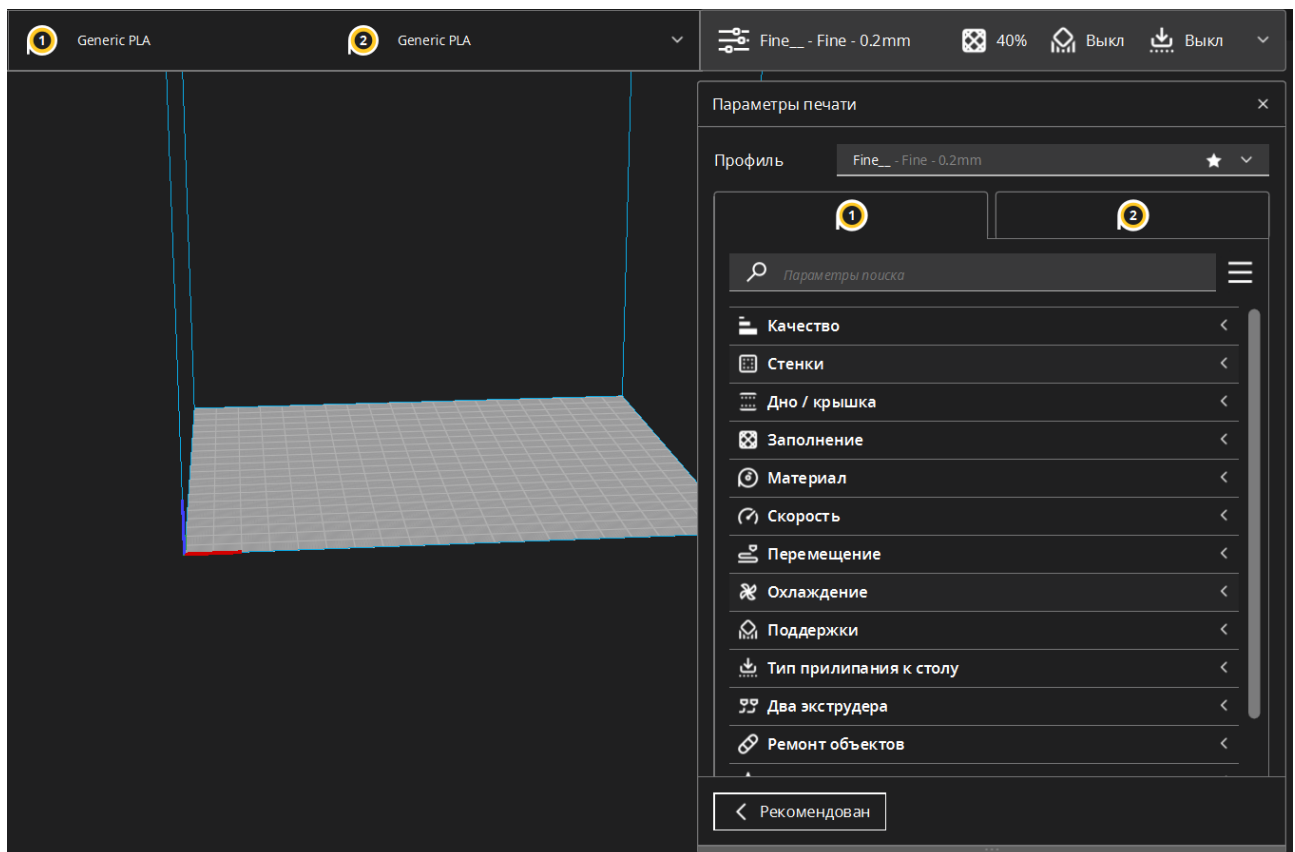 1 Generic PLA 2 Generic PLA Fine__ - Fine - 0.2mm 40% Выкл Выкл
Параметры печати
Профиль Fine__ - Fine - 0.2mm
1 2
Параметры поиска
Качество
Стенки
Дно / крышка
Заполнение
Материал
Скорость
Перемещение
Охлаждение
Поддержки
Тип прилипания к столу
Два экструдера
Ремонт объектов
Рекомендован